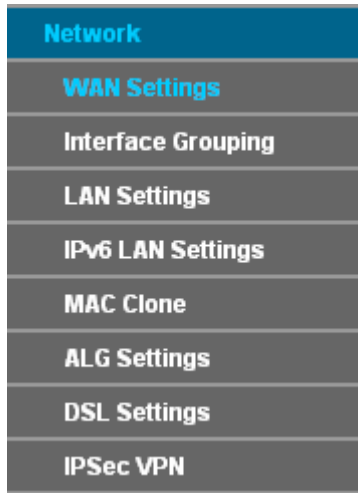 Network
WAN Settings
Interface Grouping
LAN Settings
IPv6 LAN Settings
MAC Clone
ALG Settings
DSL Settings
IPSec VPN